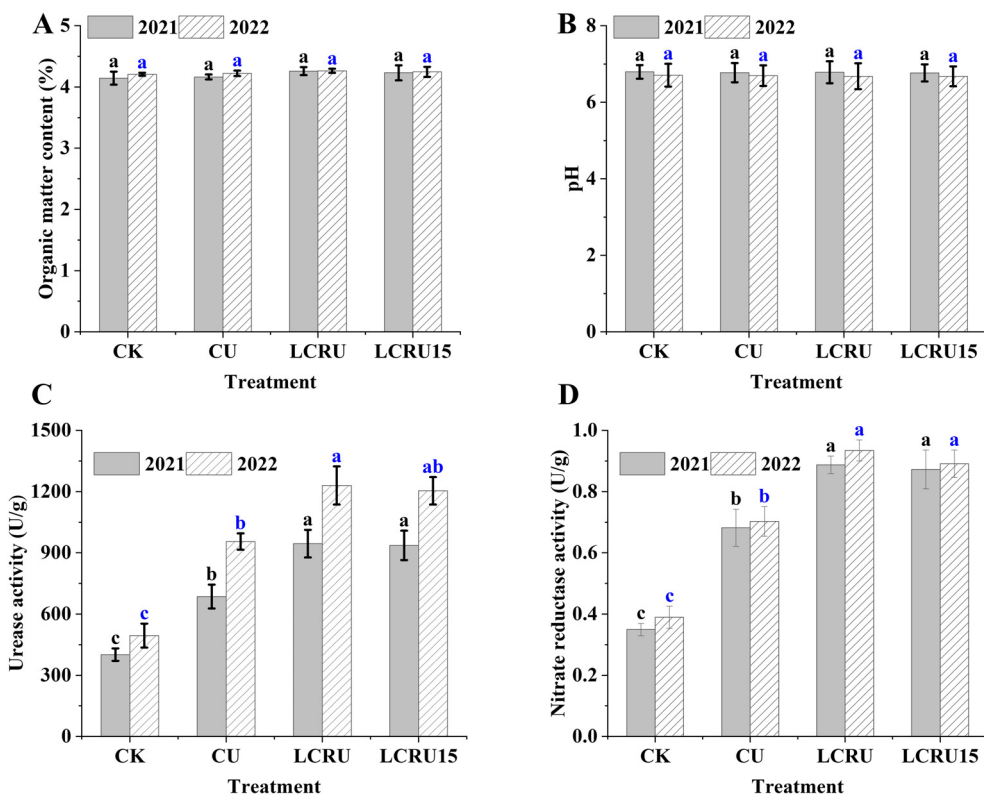 A
2021
2022
a a a a a a a a
Organic matter content (%)
6
5
4
3
2
1
0
CK CU LCRU LCRU15
Treatment
B
2021
2022
a a a a a a a a
pH
8
6
4
2
0
CK CU LCRU LCRU15
Treatment
C
2021
2022
c c b b a a a ab
Urease activity (U/g)
1500
1200
900
600
300
0
CK CU LCRU LCRU15
Treatment
D
2021
2022
c c b b a a a a
Nitrate reductase activity (U/g)
1.0
0.8
0.6
0.4
0.2
0.0
CK CU LCRU LCRU15
Treatment